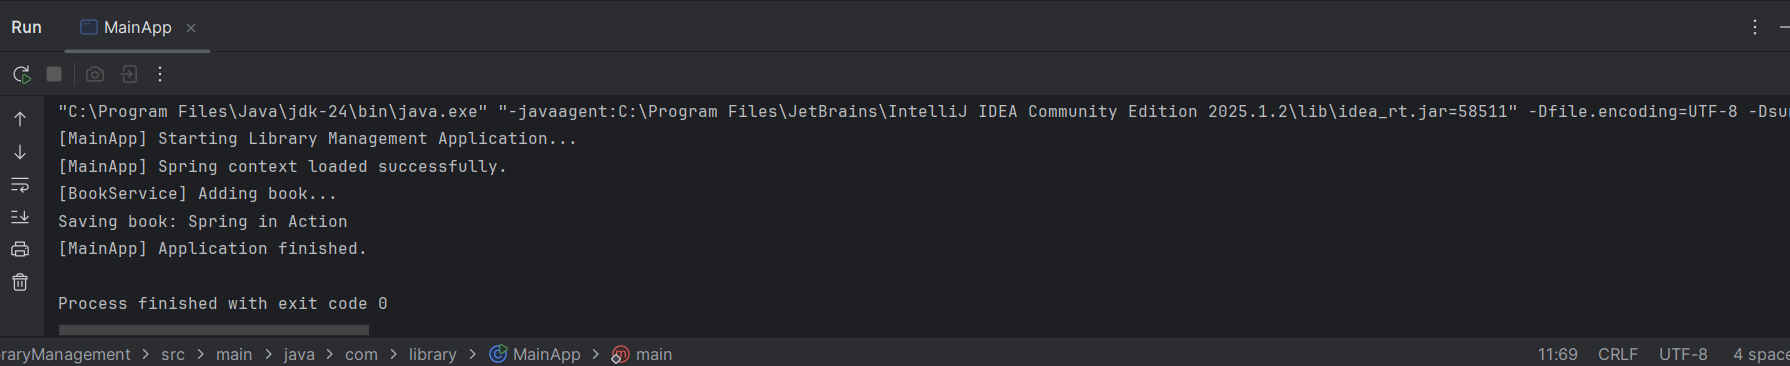 Run MainApp
"C:\Program Files\Java\jdk-24\bin\java.exe" "-javaagent:C:\Program Files\JetBrains\IntelliJ IDEA Community Edition 2025.1.2\lib\idea_rt.jar=58511" -Dfile.encoding=UTF-8 -Dsu
[MainApp] Starting Library Management Application...
[MainApp] Spring context loaded successfully.
[BookService] Adding book...
Saving book: Spring in Action
[MainApp] Application finished.
Process finished with exit code 0
raryManagement > src > main > java > com > library > MainApp > main 11:69 CRLF UTF-8 4 space